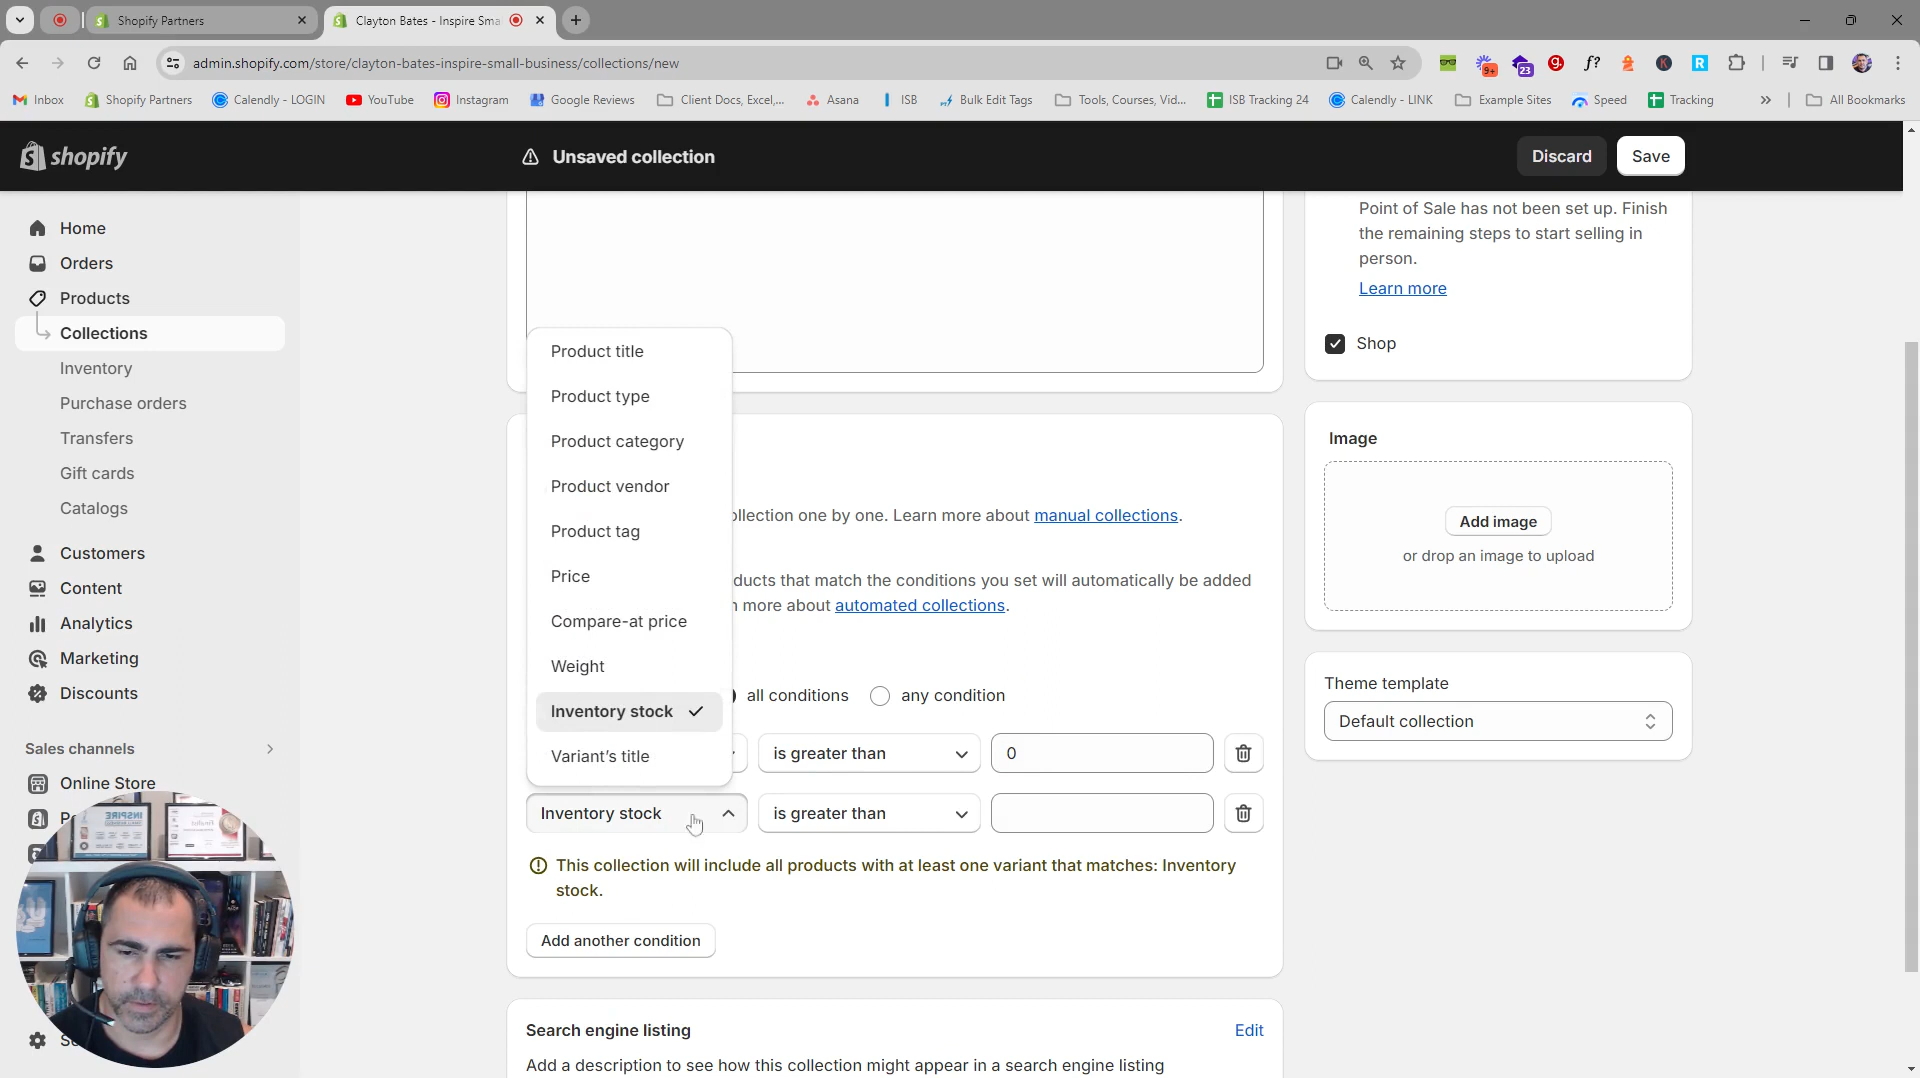 Shopify Partners
Clayton Bates - Inspire Sma
admin.shopify.com/store/clayton-bates-inspire-small-business/collections/new
9+
23
f?
Inbox
Shopify Partners
Calendly - LOGIN
YouTube
Instagram
Google Reviews
Client Docs, Excel,...
Asana
ISB
Bulk Edit Tags
Tools, Courses, Vid...
ISB Tracking 24
Calendly - LINK
Example Sites
Speed
Tracking
All Bookmarks
shopify
Unsaved collection
Discard
Save
Home
Orders
Products
Collections
Inventory
Purchase orders
Transfers
Gift cards
Catalogs
Customers
Content
Analytics
Marketing
Discounts
Sales channels
Online Store
Product title
Product type
Product category
Product vendor
Product tag
Price
Compare-at price
Weight
Inventory stock
Variant's title
ollection one by one. Learn more about manual collections.
ducts that match the conditions you set will automatically be added
more about automated collections.
all conditions
any condition
is greater than
0
Inventory stock
is greater than
This collection will include all products with at least one variant that matches: Inventory
stock.
Add another condition
Search engine listing
Edit
Add a description to see how this collection might appear in a search engine listing
Point of Sale has not been set up. Finish
the remaining steps to start selling in
person.
Learn more
Shop
Image
Add image
or drop an image to upload
Theme template
Default collection